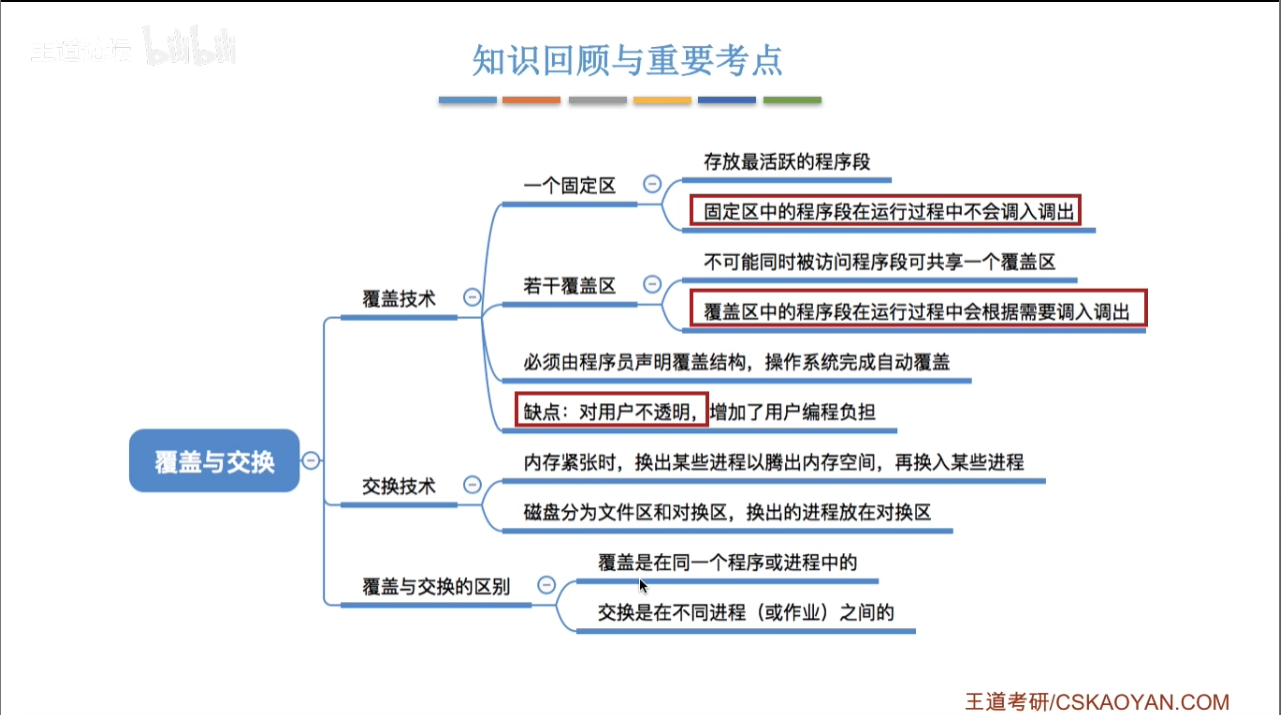 王道论坛 bilibili
知识回顾与重要考点
存放最活跃的程序段
一个固定区
固定区中的程序段在运行过程中不会调入调出
不可能同时被访问程序段可共享一个覆盖区
若干覆盖区
覆盖技术
覆盖区中的程序段在运行过程中会根据需要调入调出
必须由程序员声明覆盖结构，操作系统完成自动覆盖
缺点：对用户不透明，增加了用户编程负担
覆盖与交换
内存紧张时，换出某些进程以腾出内存空间，再换入某些进程
交换技术
磁盘分为文件区和对换区，换出的进程放在对换区
覆盖是在同一个程序或进程中的
覆盖与交换的区别
交换是在不同进程（或作业）之间的
王道考研/CSKAOYAN.COM